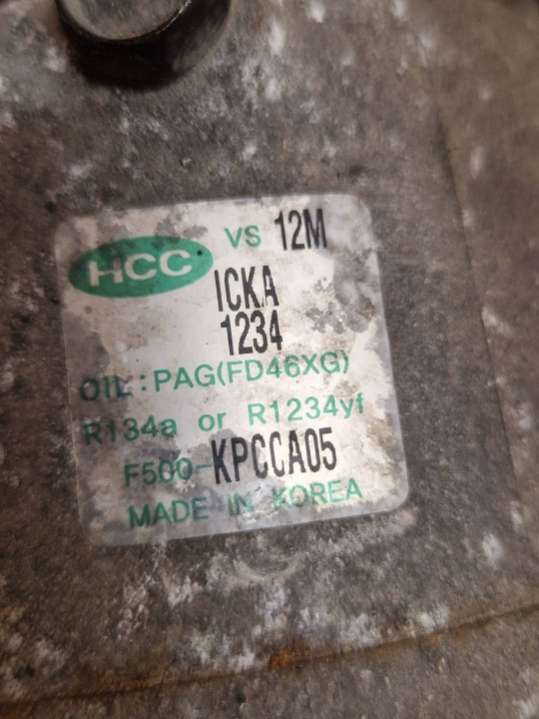 HCC VS 12M
ICKA
1234
OIL : PAG(FD46XG)
R134a or R1234yf
F500-KPCCA05
MADE IN KOREA